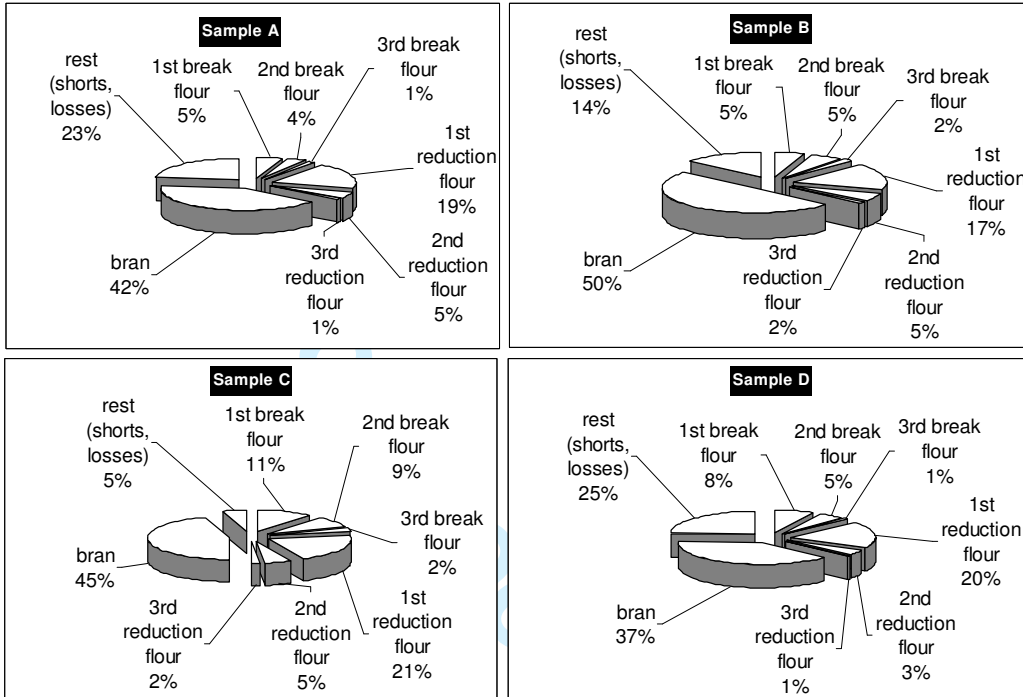 Sample A
rest
(shorts,
losses)
23%
1st break
flour
5%
2nd break
flour
4%
3rd break
flour
1%
1st
reduction
flour
19%
2nd
reduction
flour
5%
3rd
reduction
flour
1%
bran
42%
Sample B
rest
(shorts,
losses)
14%
1st break
flour
5%
2nd break
flour
5%
3rd break
flour
2%
1st
reduction
flour
17%
2nd
reduction
flour
5%
3rd
reduction
flour
2%
bran
50%
Sample C
rest
(shorts,
losses)
5%
1st break
flour
11%
2nd break
flour
9%
3rd break
flour
2%
1st
reduction
flour
21%
2nd
reduction
flour
5%
3rd
reduction
flour
2%
bran
45%
Sample D
rest
(shorts,
losses)
25%
1st break
flour
8%
2nd break
flour
5%
3rd break
flour
1%
1st
reduction
flour
20%
2nd
reduction
flour
3%
3rd
reduction
flour
1%
bran
37%